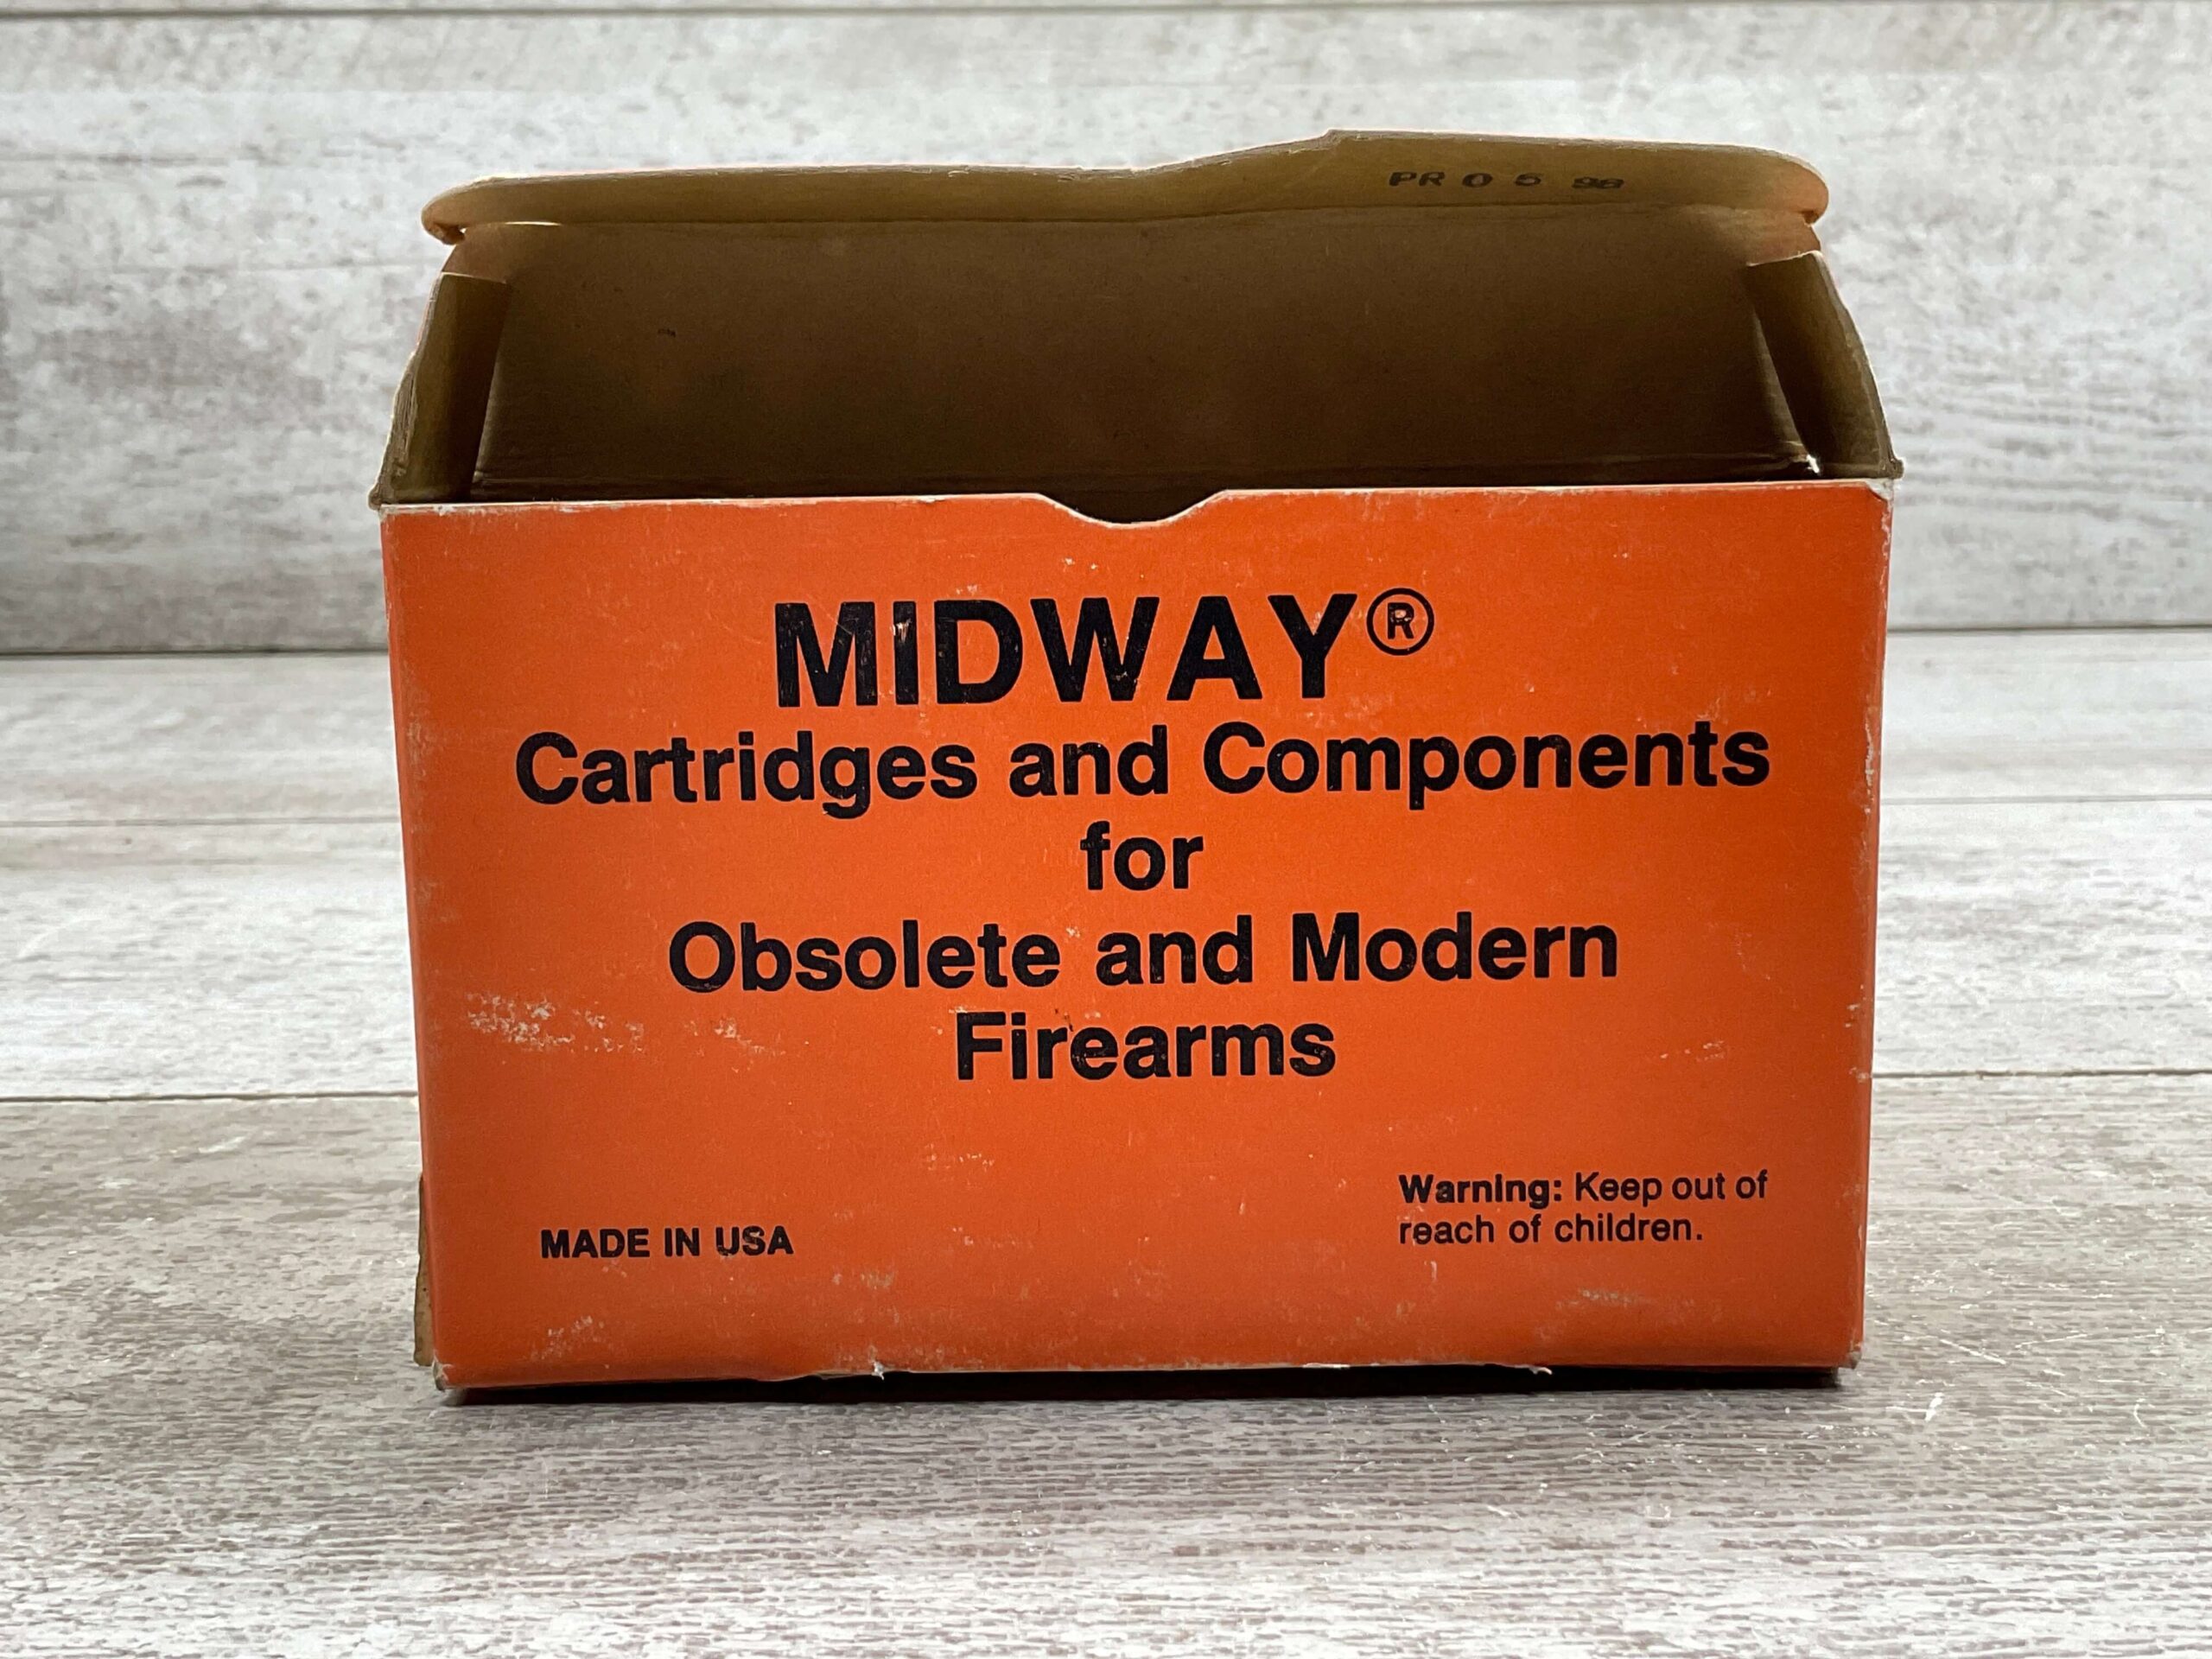 PR 0 5 98
MIDWAY®
Cartridges and Components
for
Obsolete and Modern
Firearms
Warning: Keep out of
reach of children.
MADE IN USA